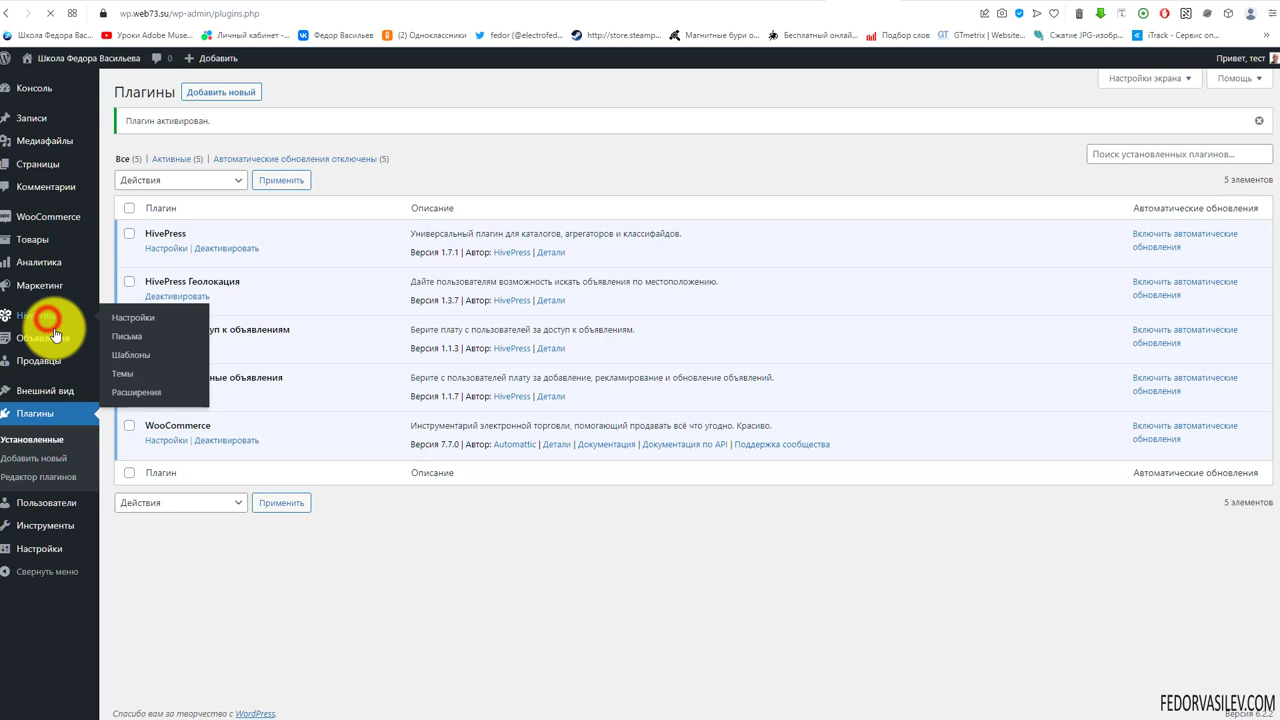 wp.web73.su/wp-admin/plugins.php
Школа Федора Вас...
Уроки Adobe Muse...
Личный кабинет -...
Федор Васильев
(2) Одноклассники
fedor (@electrofed...
http://store.steamp...
Магнитные бури о...
Бесплатный онлай...
Подбор слов
GTmetrix | Website...
Сжатие JPG-изоб...
iTrack - Сервис оп...
Школа Федора Васильева
0
Добавить
Привет, тест
Консоль
Записи
Медиафайлы
Страницы
Комментарии
WooCommerce
Товары
Аналитика
Маркетинг
Продавцы
Внешний вид
Плагины
Установленные
Добавить новый
Редактор плагинов
Пользователи
Инструменты
Настройки
Свернуть меню
Настройки
Письма
Шаблоны
Темы
Расширения
Настройки экрана
Помощь
Плагины
Добавить новый
Плагин активирован.
Все (5) | Активные (5) | Автоматические обновления отключены (5)
Поиск установленных плагинов...
Действия
Применить
5 элементов
Плагин
Описание
Автоматические обновления
HivePress
Настройки | Деактивировать
Универсальный плагин для каталогов, агрегаторов и классифайдов.
Версия 1.7.1 | Автор: HivePress | Детали
Включить автоматические
обновления
HivePress Геолокация
Деактивировать
Дайте пользователям возможность искать объявления по местоположению.
Версия 1.3.7 | Автор: HivePress | Детали
Включить автоматические
обновления
к объявлениям
Берите плату с пользователей за доступ к объявлениям.
Версия 1.1.3 | Автор: HivePress | Детали
Включить автоматические
обновления
объявления
Берите с пользователей плату за добавление, рекламирование и обновление объявлений.
Версия 1.1.7 | Автор: HivePress | Детали
Включить автоматические
обновления
WooCommerce
Настройки | Деактивировать
Инструментарий электронной торговли, помогающий продавать всё что угодно. Красиво.
Версия 7.7.0 | Автор: Automattic | Детали | Документация | Документация по API | Поддержка сообщества
Включить автоматические
обновления
Плагин
Описание
Автоматические обновления
Действия
Применить
5 элементов
Спасибо вам за творчество с WordPress.
FEDORVASILEV.COM
Версия 6.2.2